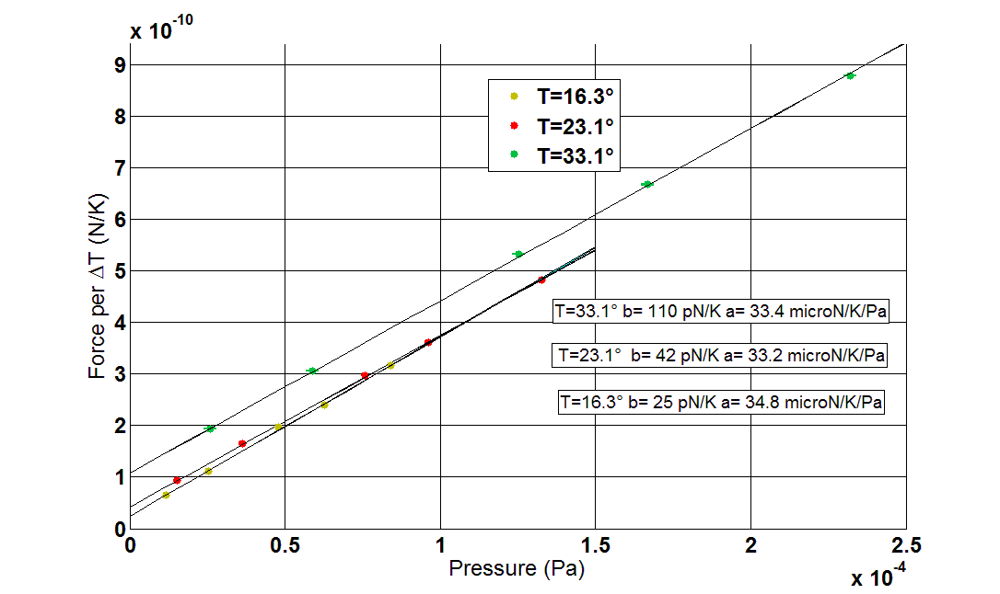 x 10-10
9
8
7
6
5
4
3
2
1
0
Force per ΔT (N/K)
T=16.3°
T=23.1°
T=33.1°
T=33.1° b= 110 pN/K a= 33.4 microN/K/Pa
T=23.1° b= 42 pN/K a= 33.2 microN/K/Pa
T=16.3° b= 25 pN/K a= 34.8 microN/K/Pa
0 0.5 1 1.5 2 2.5
Pressure (Pa)
x 10-4